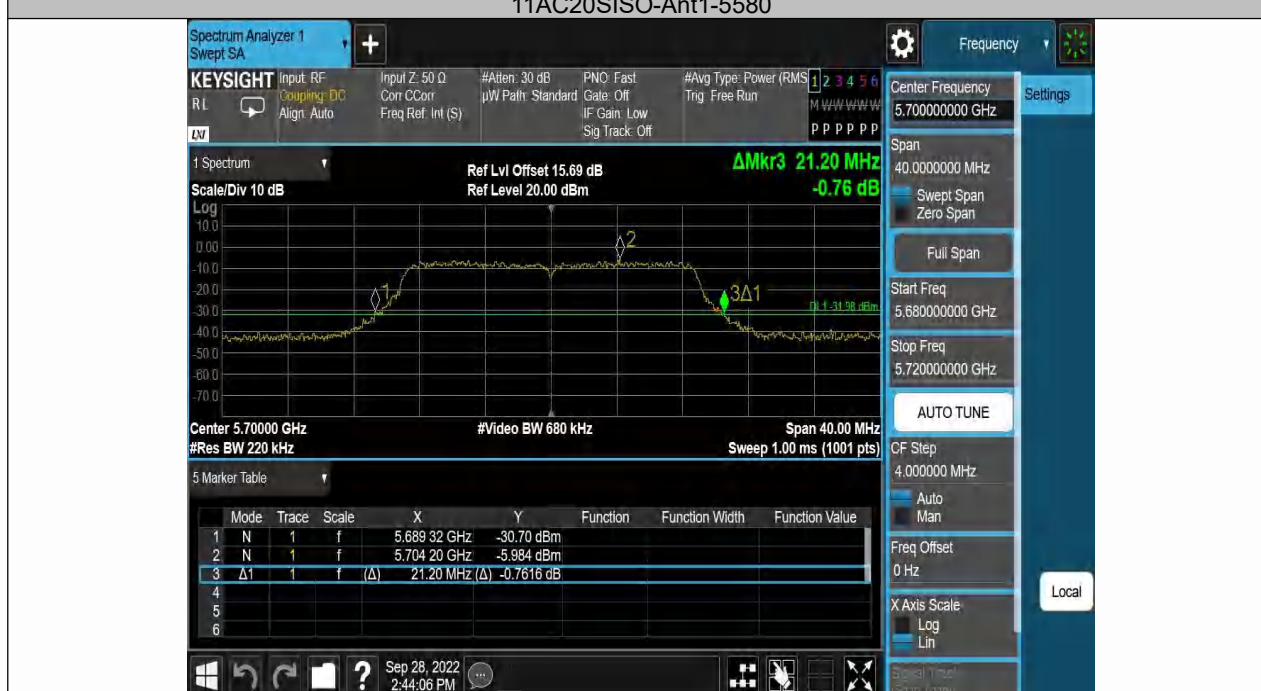 11AC20SISO-Ant1-5580
Spectrum Analyzer 1
Swept SA
+
Frequency
KEYSIGHT
Input: RF
Coupling: DC
Align: Auto
Input Z: 50 Ω
Corr CCorr
Freq Ref: Int (S)
#Atten: 30 dB
µW Path: Standard
PNO: Fast
Gate: Off
IF Gain: Low
Sig Track: Off
#Avg Type: Power (RMS
Trig: Free Run
1 2 3 4 5 6
M W W W W W
P P P P P P
R L
LXI
Center Frequency
5.700000000 GHz
Settings
Span
40.0000000 MHz
Swept Span
Zero Span
Full Span
Start Freq
5.680000000 GHz
Stop Freq
5.720000000 GHz
AUTO TUNE
CF Step
4.000000 MHz
Auto
Man
Freq Offset
0 Hz
X Axis Scale
Log
Lin
Local
1 Spectrum
Scale/Div 10 dB
Ref Lvl Offset 15.69 dB
Ref Level 20.00 dBm
ΔMkr3 21.20 MHz
-0.76 dB
Log
10.0
0.00
-10.0
-20.0
-30.0
-40.0
-50.0
-60.0
-70.0
1
2
3Δ1
DL1 -31.98 dBm
Center 5.70000 GHz
#Video BW 680 kHz
Span 40.00 MHz
#Res BW 220 kHz
Sweep 1.00 ms (1001 pts)
5 Marker Table
Mode Trace Scale X Y Function Function Width Function Value
1 N 1 f 5.689 32 GHz -30.70 dBm
2 N 1 f 5.704 20 GHz -5.984 dBm
3 Δ1 1 f (Δ) 21.20 MHz (Δ) -0.7616 dB
4
5
6
?
Sep 28, 2022
2:44:06 PM